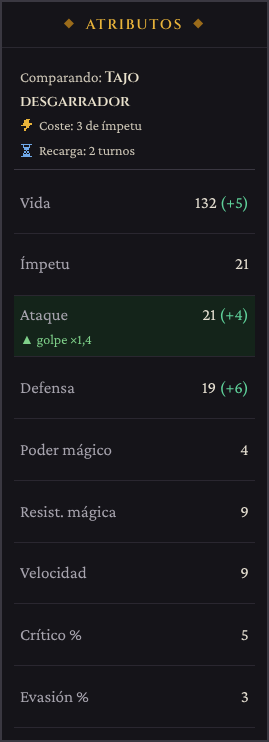 ATRIBUTOS
Comparando: TAJO
DESGARRADOR
Coste: 3 de ímpetu
Recarga: 2 turnos
Vida 132 (+5)
Ímpetu 21
Ataque 21 (+4)
▲ golpe ×1,4
Defensa 19 (+6)
Poder mágico 4
Resist. mágica 9
Velocidad 9
Crítico % 5
Evasión % 3